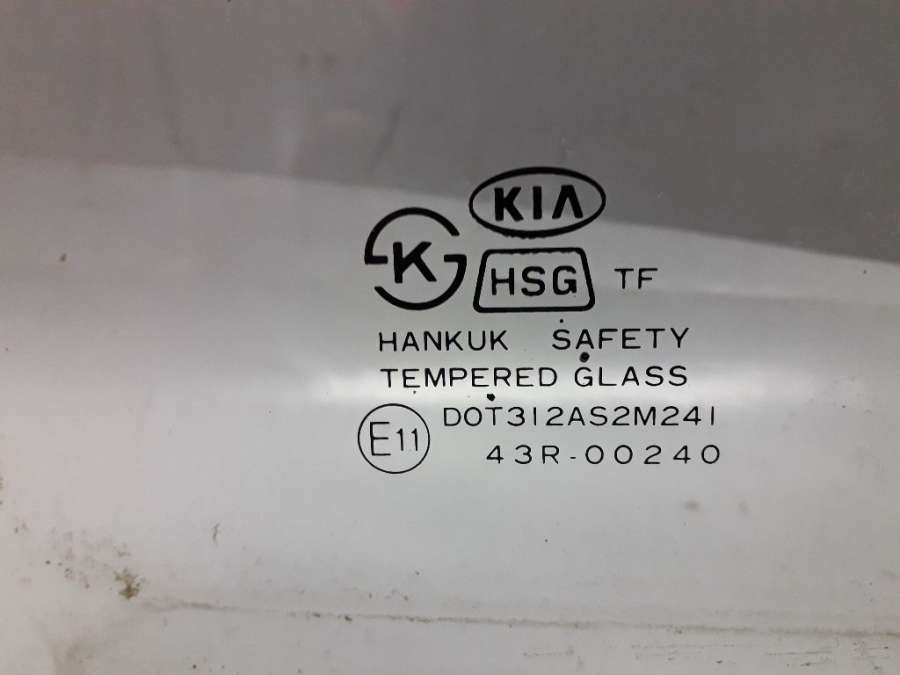 KIA
K
HSG TF
HANKUK SAFETY
TEMPERED GLASS
E11 DOT312AS2M241
43R-00240